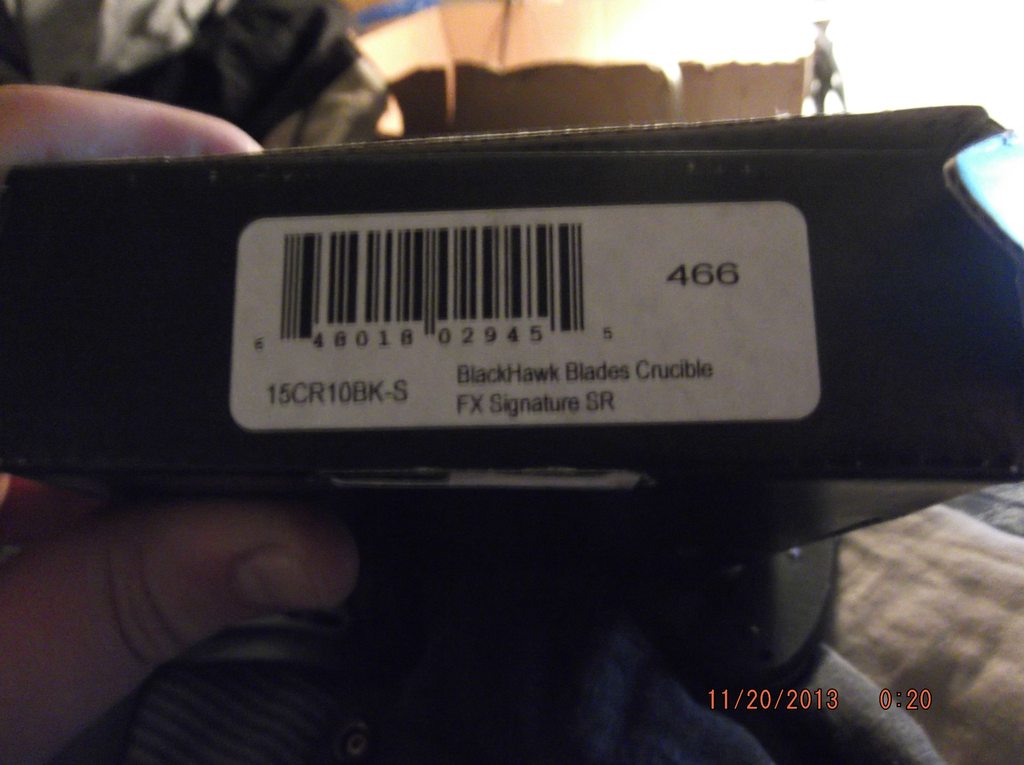 466
6 48018 02945 5
15CR10BK-S
BlackHawk Blades Crucible
FX Signature SR
11/20/2013 0:20